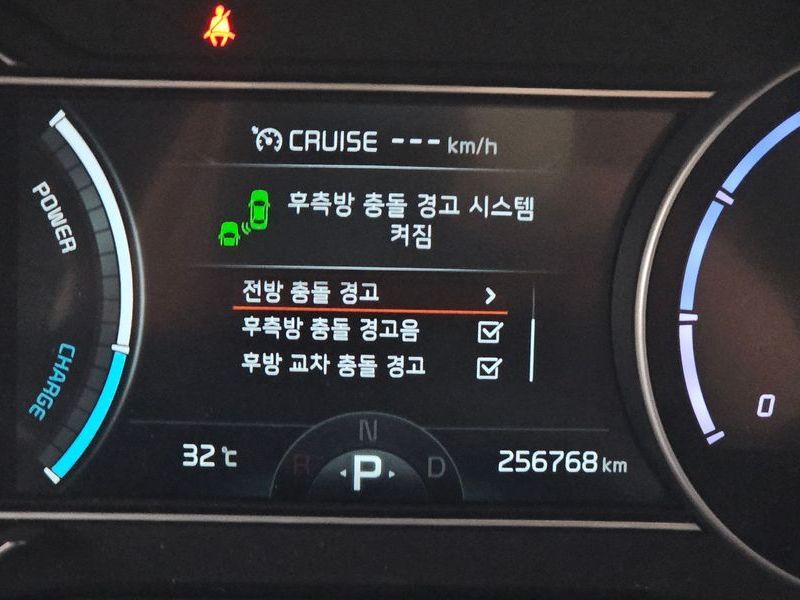 CRUISE --- km/h
후측방 충돌 경고 시스템
켜짐
전방 충돌 경고
후측방 충돌 경고음
후방 교차 충돌 경고
POWER
CHARGE
32℃
R N D
P
256768 km
0